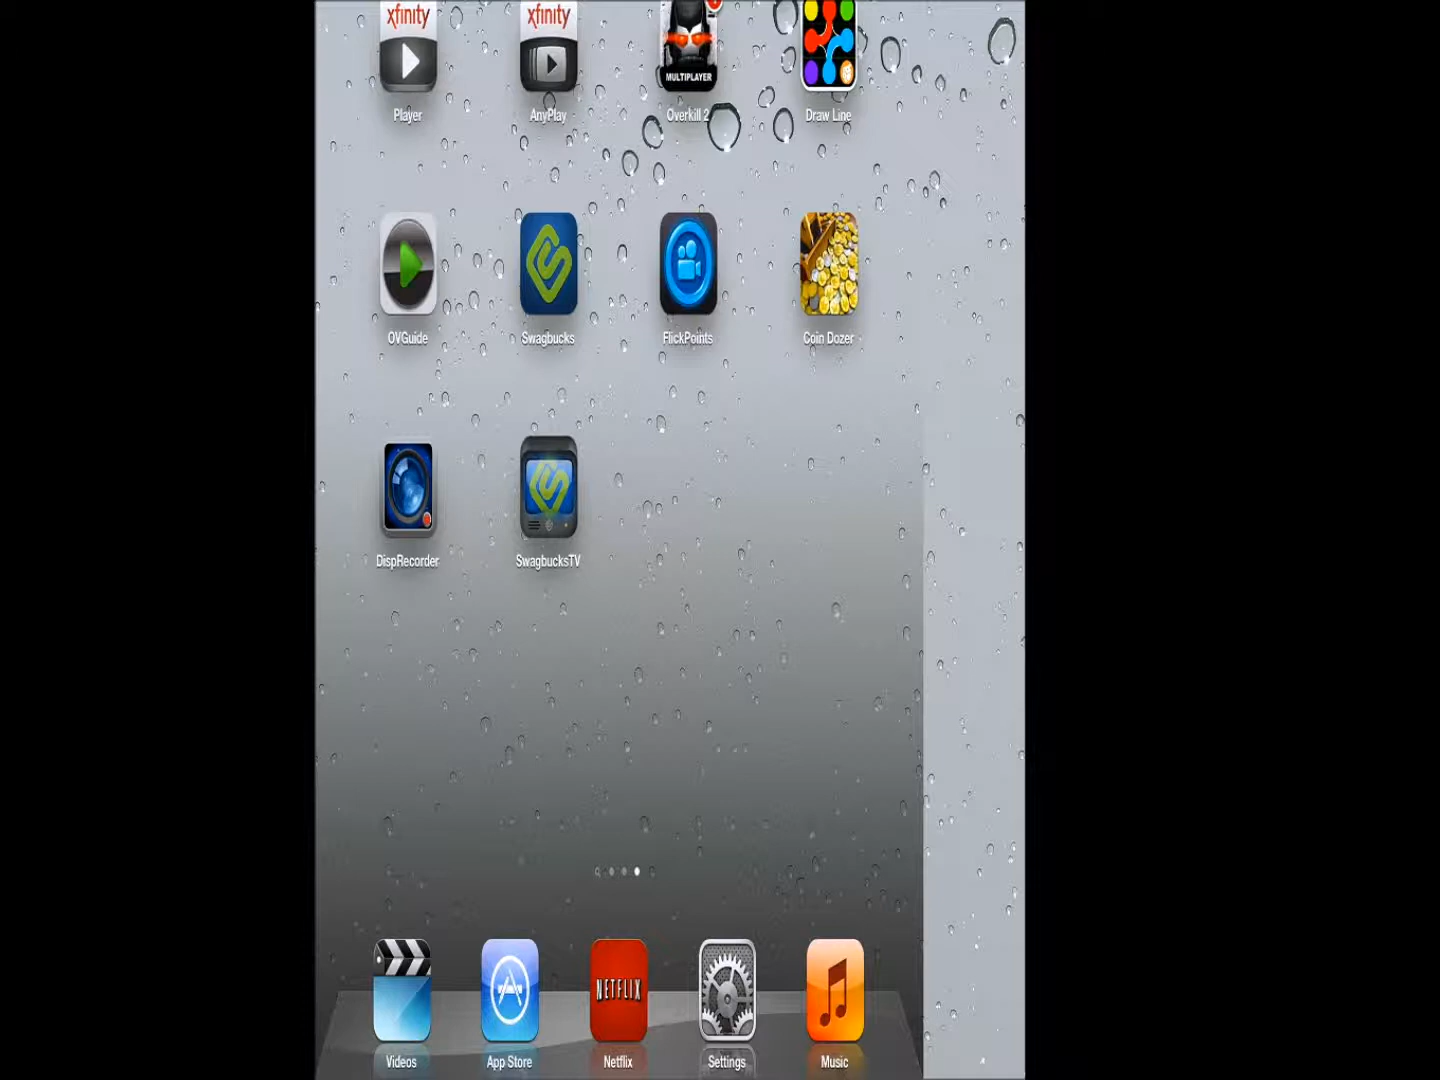 xfinity xfinity
MULTIPLAYER
Player AnyPlay Overkill 2 Draw Line
OVGuide Swagbucks FlickPoints Coin Dozer
DispRecorder SwagbucksTV
NETFLIX
Videos App Store Netflix Settings Music